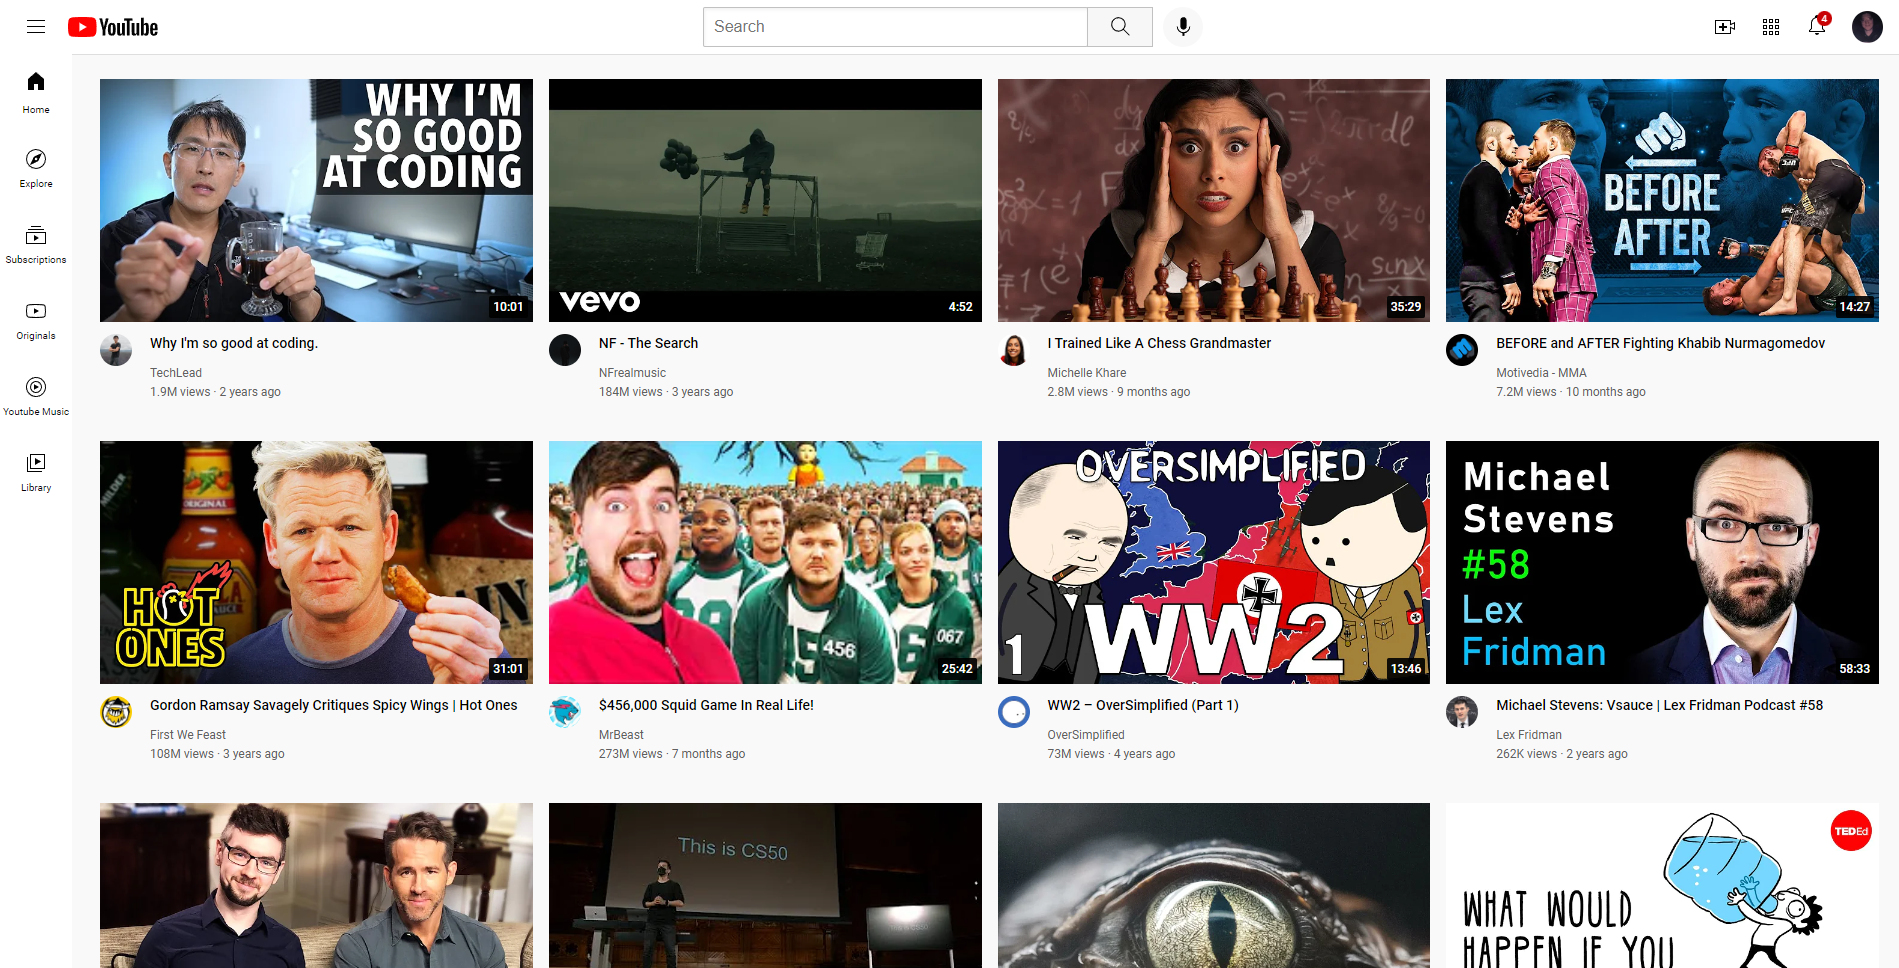 YouTube
Search
4
Home
Explore
Subscriptions
Originals
Youtube Music
Library
WHY I'M
SO GOOD
AT CODING
10:01
Why I'm so good at coding.
TechLead
1.9M views · 2 years ago
vevo
4:52
NF - The Search
NFrealmusic
184M views · 3 years ago
35:29
I Trained Like A Chess Grandmaster
Michelle Khare
2.8M views · 9 months ago
BEFORE
AFTER
14:27
BEFORE and AFTER Fighting Khabib Nurmagomedov
Motivedia - MMA
7.2M views · 10 months ago
ORIGINAL
HOT
ONES
31:01
Gordon Ramsay Savagely Critiques Spicy Wings | Hot Ones
First We Feast
108M views · 3 years ago
456
067
25:42
$456,000 Squid Game In Real Life!
MrBeast
273M views · 7 months ago
OVERSIMPLIFIED
WW2
1
13:46
WW2 – OverSimplified (Part 1)
OverSimplified
73M views · 4 years ago
Michael
Stevens
#58
Lex
Fridman
58:33
Michael Stevens: Vsauce | Lex Fridman Podcast #58
Lex Fridman
262K views · 2 years ago
This is CS50
TEDEd
WHAT WOULD
HAPPEN IF YOU